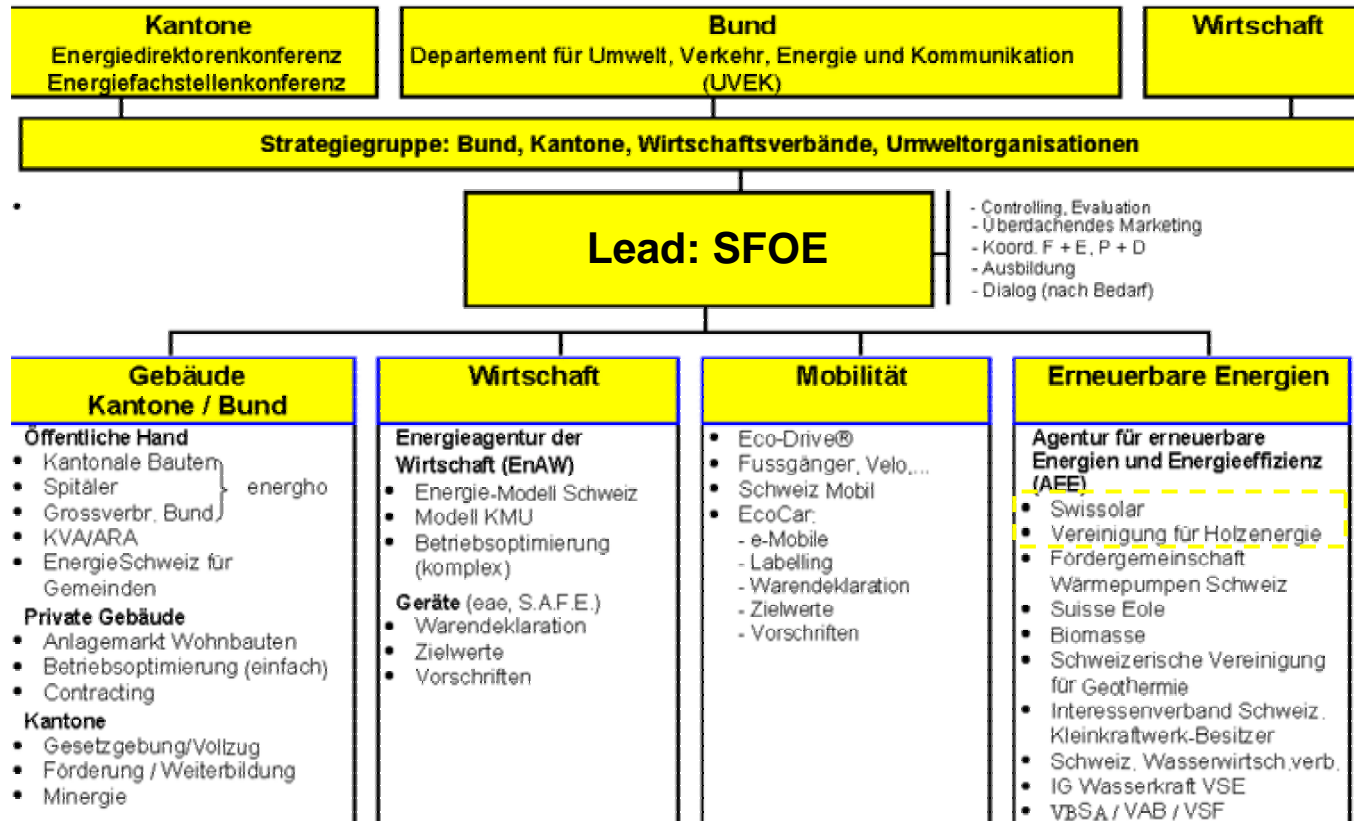 Kantone
Energiedirektorenkonferenz
Energiefachstellenkonferenz
Bund
Departement für Umwelt, Verkehr, Energie und Kommunikation
(UVEK)
Wirtschaft
Strategiegruppe: Bund, Kantone, Wirtschaftsverbände, Umweltorganisationen
Lead: SFOE
- Controlling, Evaluation
- Überdachendes Marketing
- Koord. F + E, P + D
- Ausbildung
- Dialog (nach Bedarf)
Gebäude
Kantone / Bund
Öffentliche Hand
• Kantonale Bauten
• Spitäler } energho
• Grossverbr. Bund
• KVA/ARA
• EnergieSchweiz für
Gemeinden
Private Gebäude
• Anlagemarkt Wohnbauten
• Betriebsoptimierung (einfach)
• Contracting
Kantone
• Gesetzgebung/Vollzug
• Förderung / Weiterbildung
• Minergie
Wirtschaft
Energieagentur der
Wirtschaft (EnAW)
• Energie-Modell Schweiz
• Modell KMU
• Betriebsoptimierung
(komplex)
Geräte (eae, S.A.F.E.)
• Warendeklaration
• Zielwerte
• Vorschriften
Mobilität
• Eco-Drive®
• Fussgänger, Velo,...
• Schweiz Mobil
• EcoCar:
- e-Mobile
- Labelling
- Warendeklaration
- Zielwerte
- Vorschriften
Erneuerbare Energien
Agentur für erneuerbare
Energien und Energieeffizienz
(AEE)
• Swissolar
• Vereinigung für Holzenergie
• Fördergemeinschaft
Wärmepumpen Schweiz
• Suisse Eole
• Biomasse
• Schweizerische Vereinigung
für Geothermie
• Interessenverband Schweiz.
Kleinkraftwerk-Besitzer
• Schweiz. Wasserwirtsch.verb.
• IG Wasserkraft VSE
• VBSA / VAB / VSF